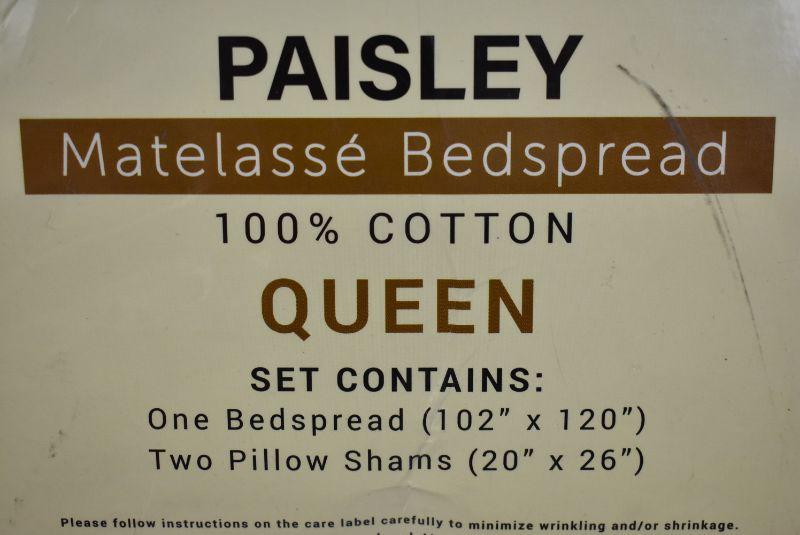 PAISLEY
Matelassé Bedspread
100% COTTON
QUEEN
SET CONTAINS:
One Bedspread (102” x 120”)
Two Pillow Shams (20” x 26”)
Please follow instructions on the care label carefully to minimize wrinkling and/or shrinkage.